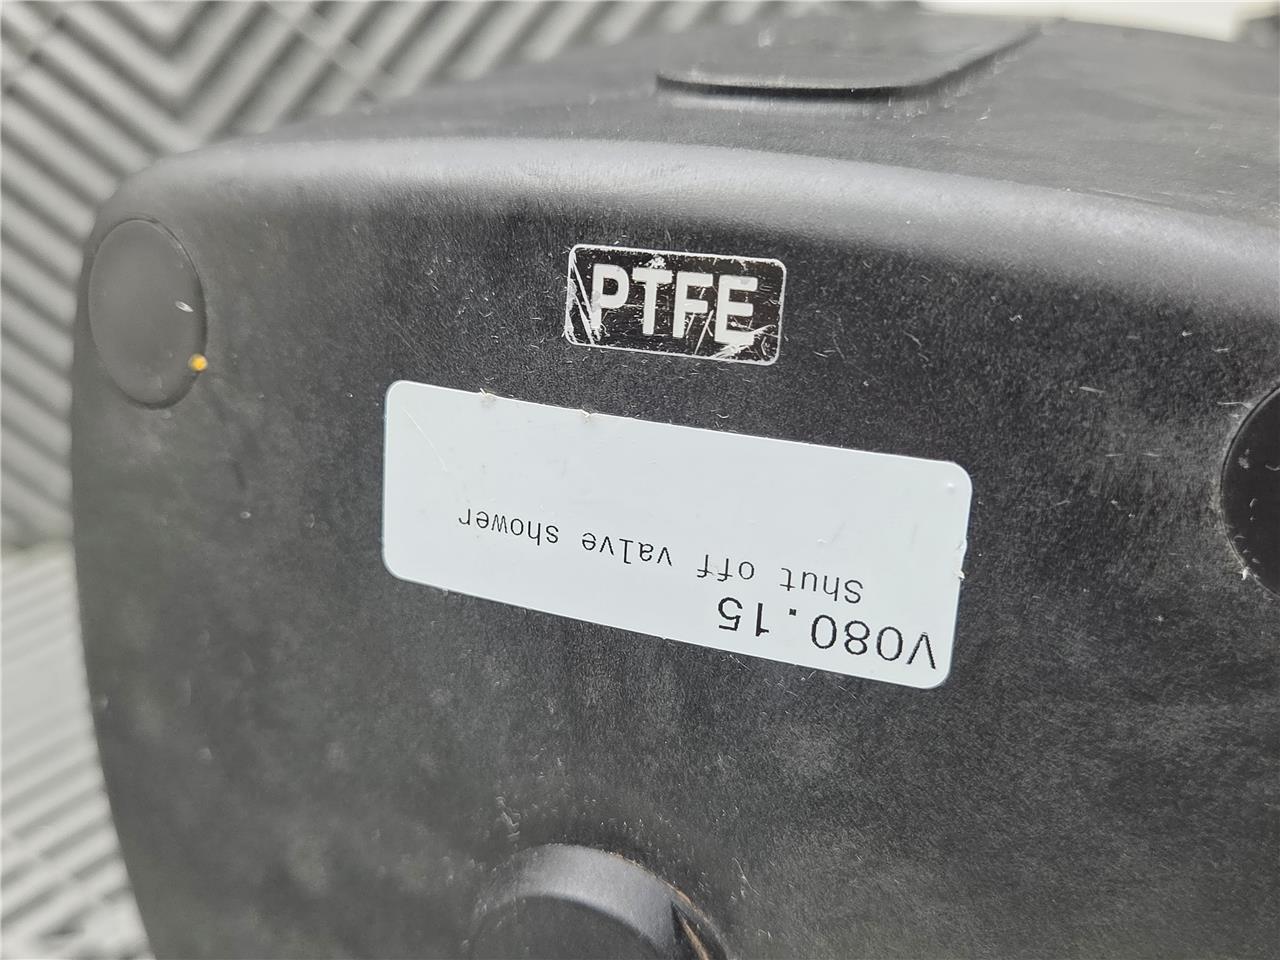 PTFE
V080.15
Shut off valve shower